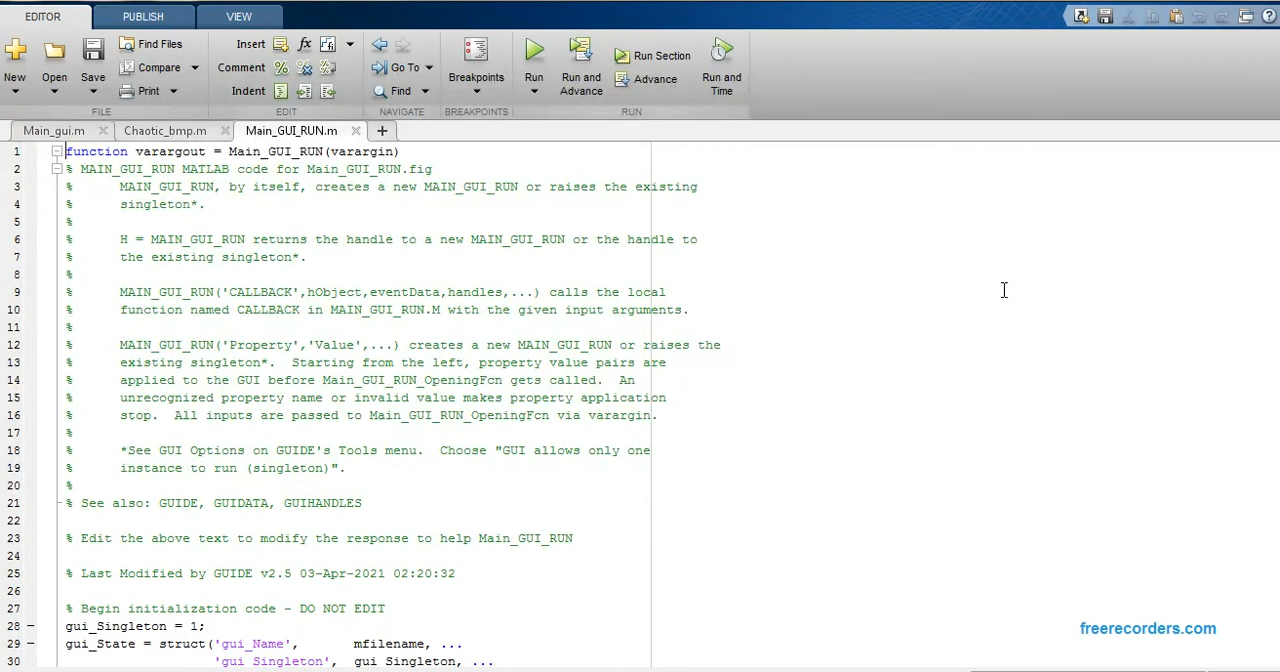 EDITOR PUBLISH VIEW
New Open Save Find Files Compare Print
Insert fx Comment Indent
Go To Find
Breakpoints
Run Run and Advance Run Section Advance Run and Time
FILE EDIT NAVIGATE BREAKPOINTS RUN
Main_gui.m Chaotic_bmp.m Main_GUI_RUN.m
1 function varargout = Main_GUI_RUN(varargin)
2 % MAIN_GUI_RUN MATLAB code for Main_GUI_RUN.fig
3 % MAIN_GUI_RUN, by itself, creates a new MAIN_GUI_RUN or raises the existing
4 % singleton*.
5 %
6 % H = MAIN_GUI_RUN returns the handle to a new MAIN_GUI_RUN or the handle to
7 % the existing singleton*.
8 %
9 % MAIN_GUI_RUN('CALLBACK',hObject,eventData,handles,...) calls the local
10 % function named CALLBACK in MAIN_GUI_RUN.M with the given input arguments.
11 %
12 % MAIN_GUI_RUN('Property','Value',...) creates a new MAIN_GUI_RUN or raises the
13 % existing singleton*.  Starting from the left, property value pairs are
14 % applied to the GUI before Main_GUI_RUN_OpeningFcn gets called.  An
15 % unrecognized property name or invalid value makes property application
16 % stop.  All inputs are passed to Main_GUI_RUN_OpeningFcn via varargin.
17 %
18 % *See GUI Options on GUIDE's Tools menu.  Choose "GUI allows only one
19 % instance to run (singleton)".
20 %
21 % See also: GUIDE, GUIDATA, GUIHANDLES
22
23 % Edit the above text to modify the response to help Main_GUI_RUN
24
25 % Last Modified by GUIDE v2.5 03-Apr-2021 02:20:32
26
27 % Begin initialization code - DO NOT EDIT
28 gui_Singleton = 1;
29 gui_State = struct('gui_Name', mfilename, ...
30 'gui_Singleton', gui_Singleton, ...
freerecorders.com